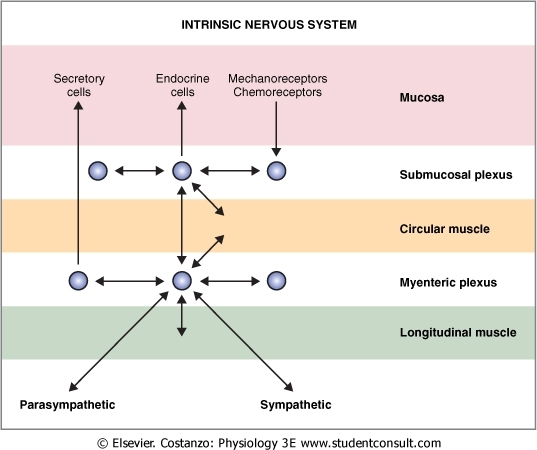 INTRINSIC NERVOUS SYSTEM
Secretory
cells
Endocrine
cells
Mechanoreceptors
Chemoreceptors
Mucosa
Submucosal plexus
Circular muscle
Myenteric plexus
Longitudinal muscle
Parasympathetic
Sympathetic
© Elsevier. Costanzo: Physiology 3E www.studentconsult.com